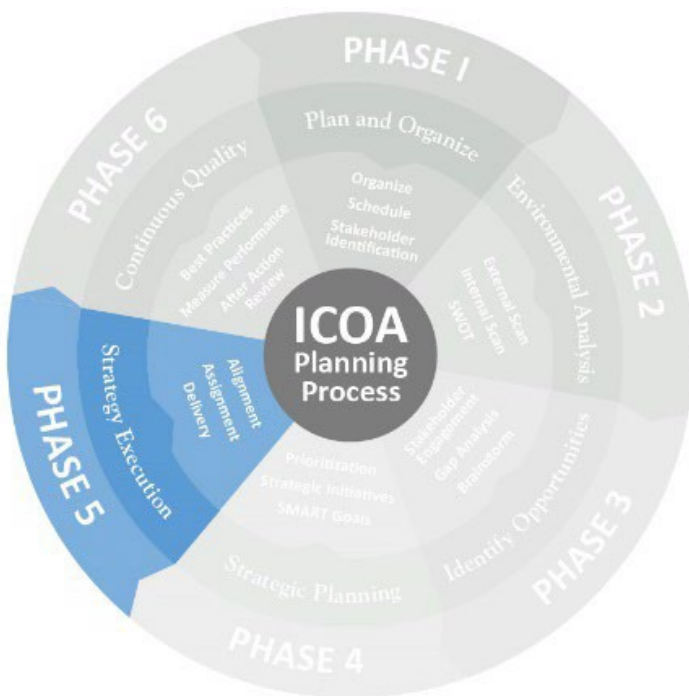 PHASE I
Plan and Organize
Organize
Schedule
Stakeholder
Identification
PHASE 2
Environmental Analysis
External Scan
Internal Scan
SWOT
PHASE 3
Identify Opportunities
Stakeholder
Engagement
Gap Analysis
Brainstorm
PHASE 4
Strategic Planning
Prioritization
Strategic Initiatives
SMART Goals
PHASE 5
Strategy Execution
Alignment
Assignment
Delivery
PHASE 6
Continuous Quality
Best Practices
Measure Performance
After Action
Review
ICOA
Planning
Process